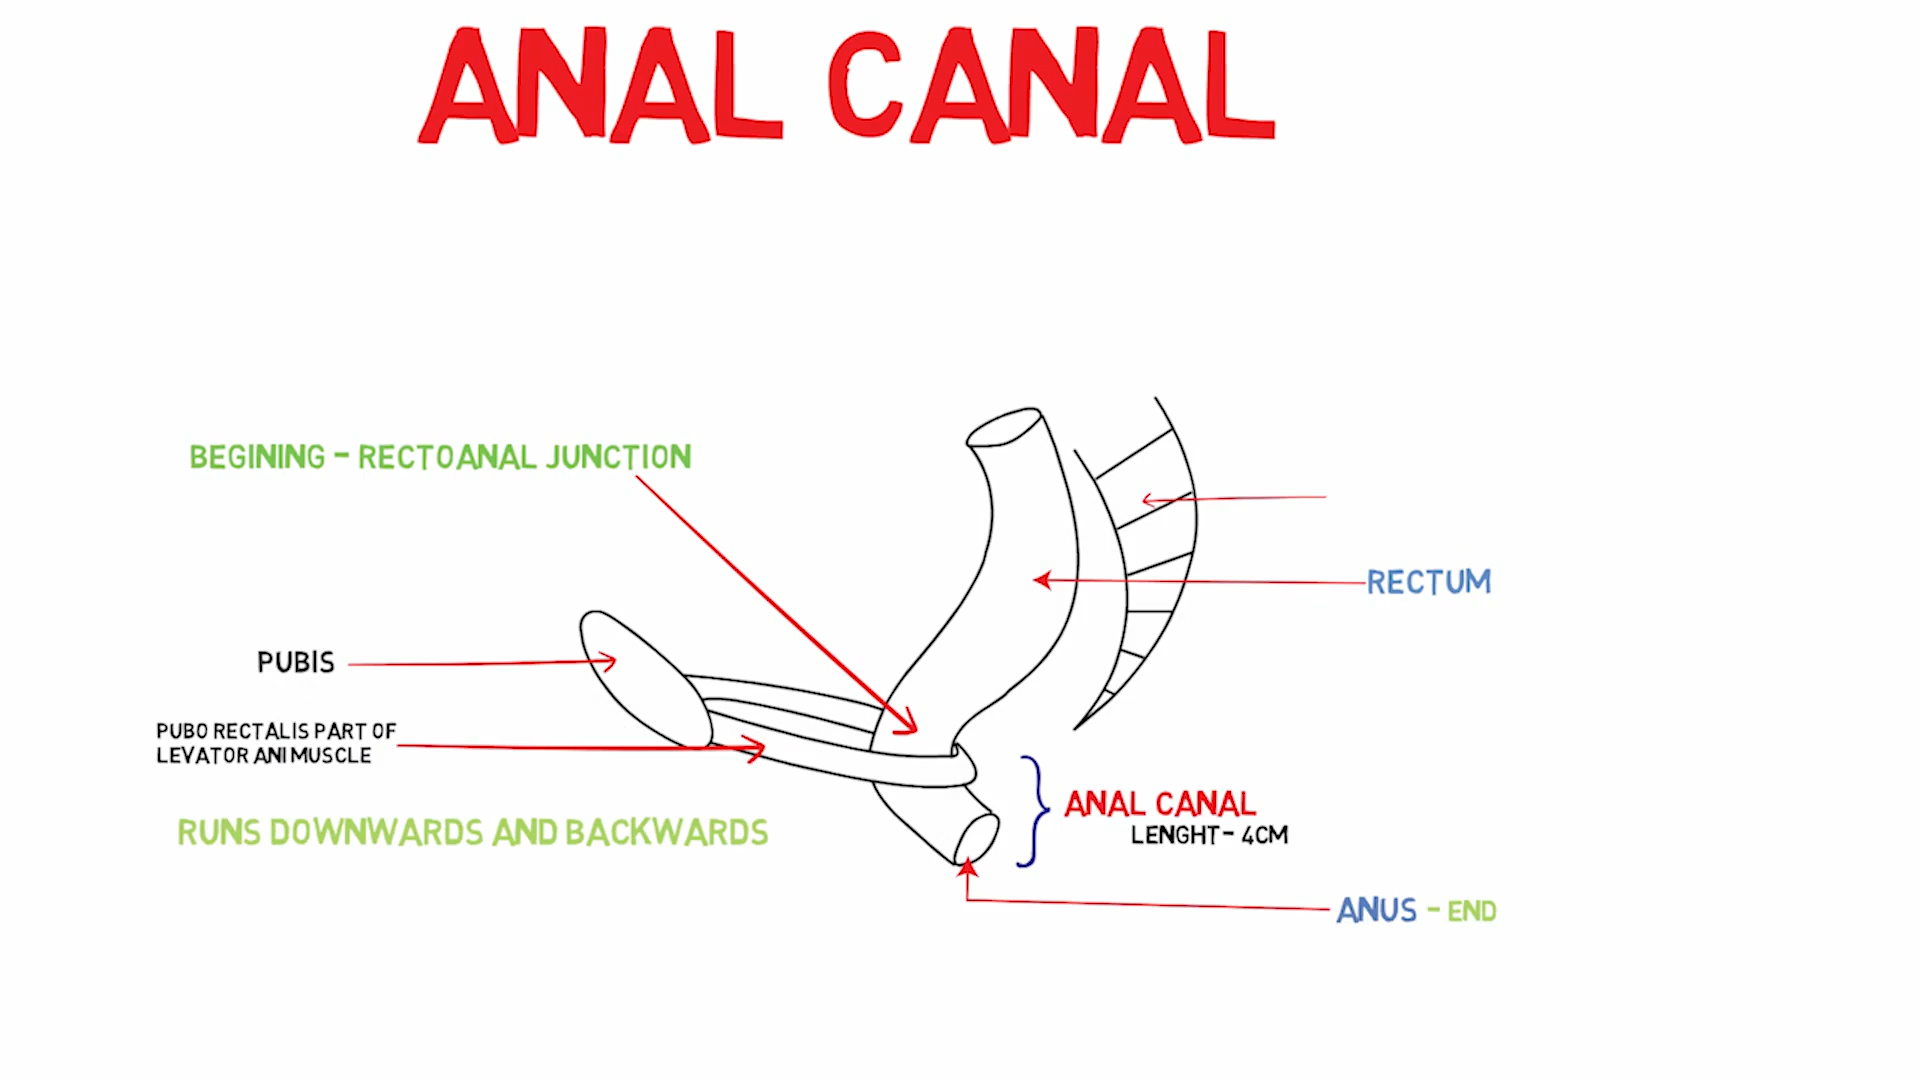 ANAL CANAL
BEGINING - RECTOANAL JUNCTION
RECTUM
PUBIS
PUBO RECTALIS PART OF
LEVATOR ANI MUSCLE
ANAL CANAL
LENGHT- 4CM
RUNS DOWNWARDS AND BACKWARDS
ANUS - END